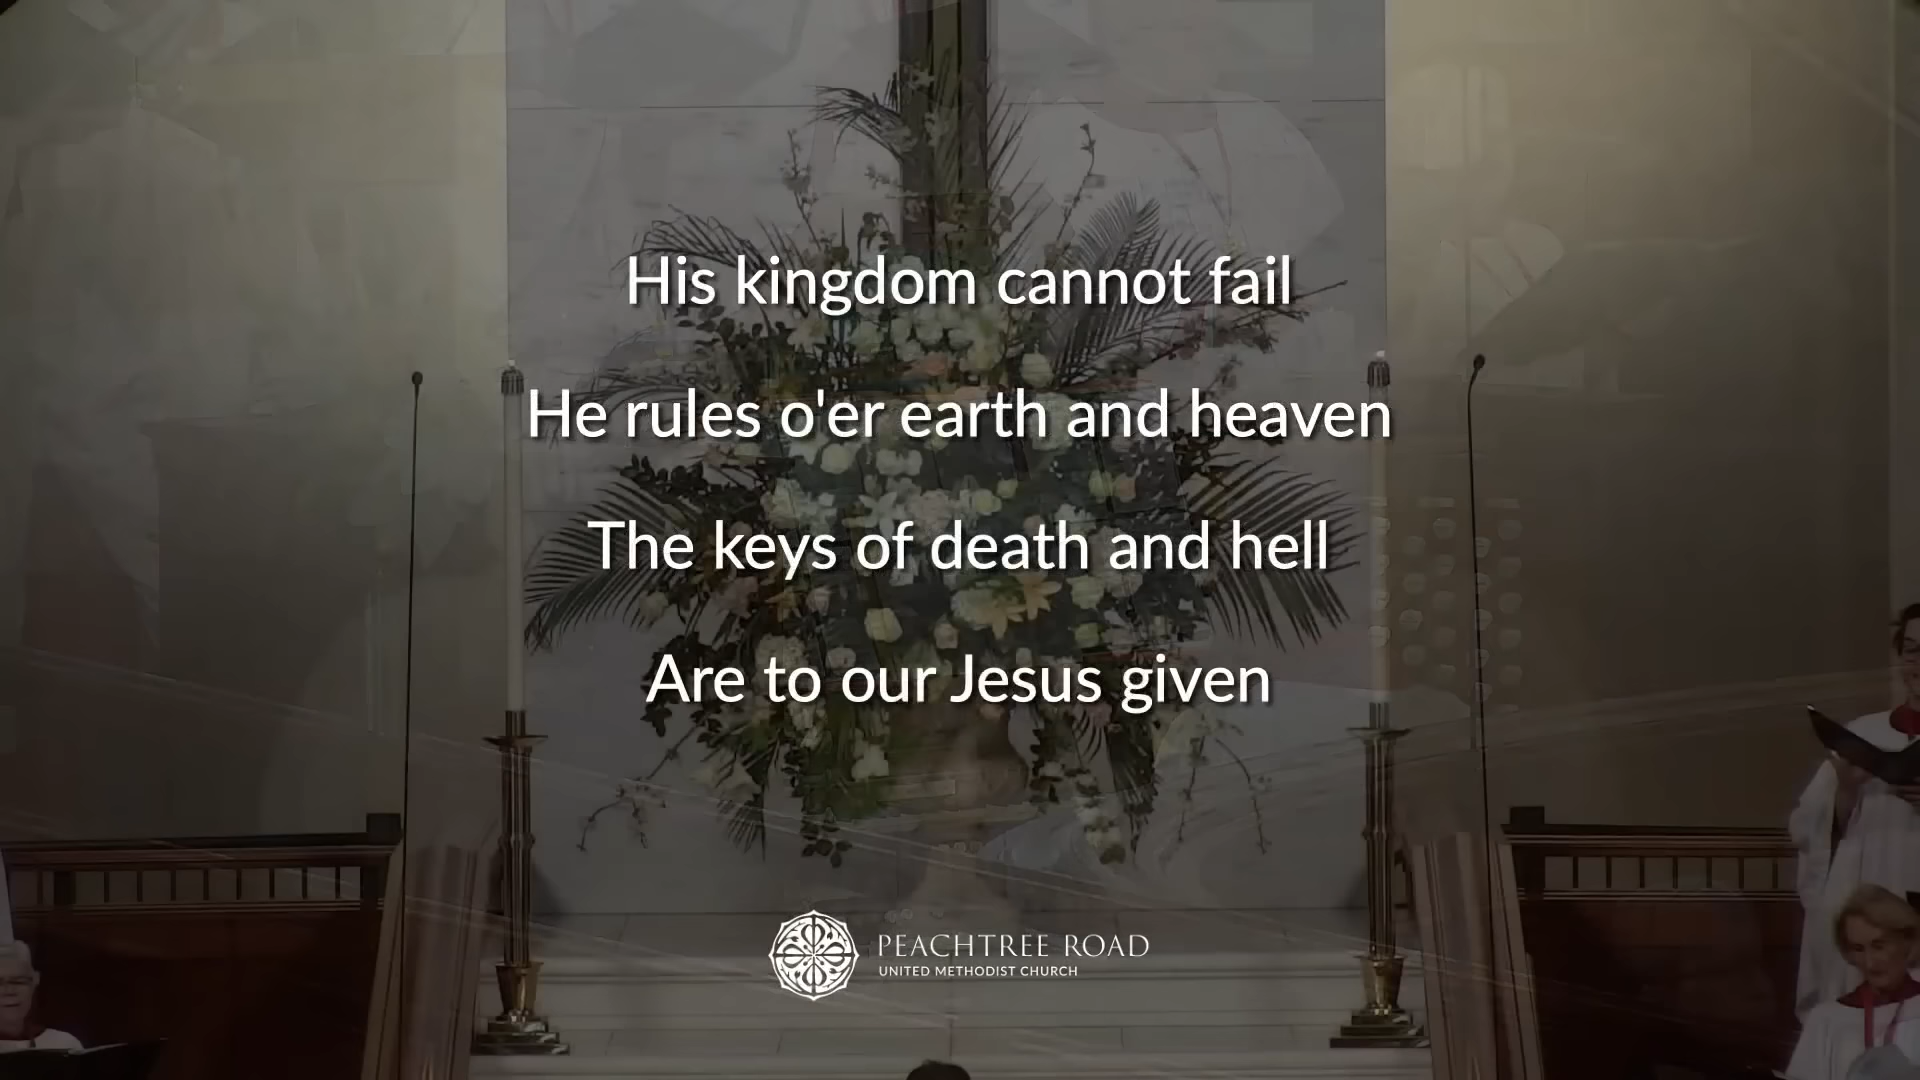 His kingdom cannot fail
He rules o'er earth and heaven
The keys of death and hell
Are to our Jesus given
PEACHTREE ROAD
UNITED METHODIST CHURCH